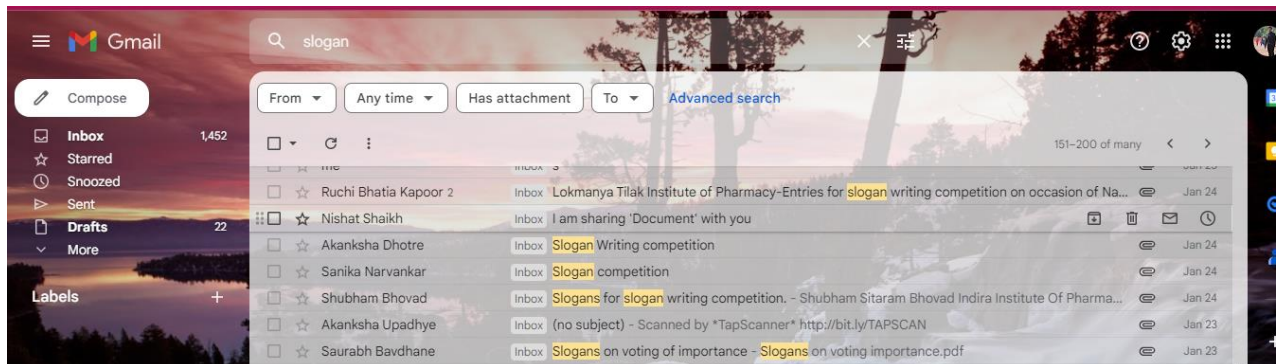 Gmail
slogan
Compose
From Any time Has attachment To Advanced search
Inbox 1,452
Starred
Snoozed
Sent
Drafts 22
More
Labels
151–200 of many
me Inbox s
Ruchi Bhatia Kapoor 2 Inbox Lokmanya Tilak Institute of Pharmacy-Entries for slogan writing competition on occasion of Na... Jan 24
Nishat Shaikh Inbox I am sharing 'Document' with you
Akanksha Dhotre Inbox Slogan Writing competition Jan 24
Sanika Narvankar Inbox Slogan competition Jan 24
Shubham Bhovad Inbox Slogans for slogan writing competition. - Shubham Sitaram Bhovad Indira Institute Of Pharma... Jan 24
Akanksha Upadhye Inbox (no subject) - Scanned by *TapScanner* http://bit.ly/TAPSCAN Jan 23
Saurabh Bavdhane Inbox Slogans on voting of importance - Slogans on voting importance.pdf Jan 23